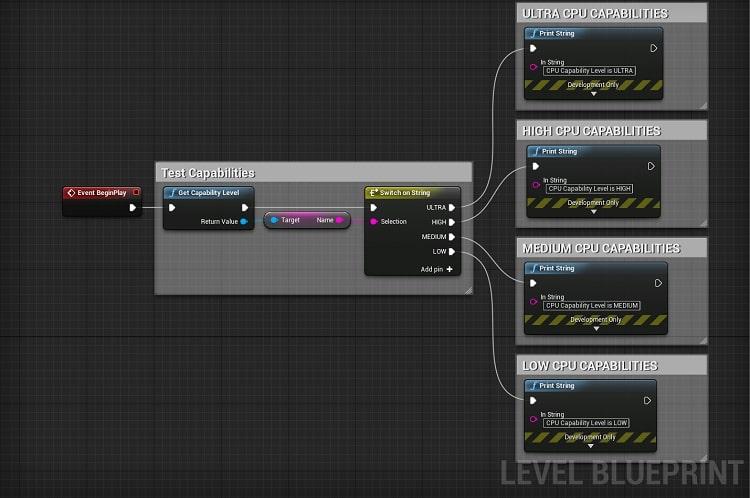 Event BeginPlay
Test Capabilities
Get Capability Level
Return Value
Target Name
Switch on String
Selection
ULTRA
HIGH
MEDIUM
LOW
Add pin
ULTRA CPU CAPABILITIES
Print String
In String
CPU Capability Level is ULTRA
Development Only
HIGH CPU CAPABILITIES
Print String
In String
CPU Capability Level is HIGH
Development Only
MEDIUM CPU CAPABILITIES
Print String
In String
CPU Capability Level is MEDIUM
Development Only
LOW CPU CAPABILITIES
Print String
In String
CPU Capability Level is LOW
Development Only
LEVEL BLUEPRINT